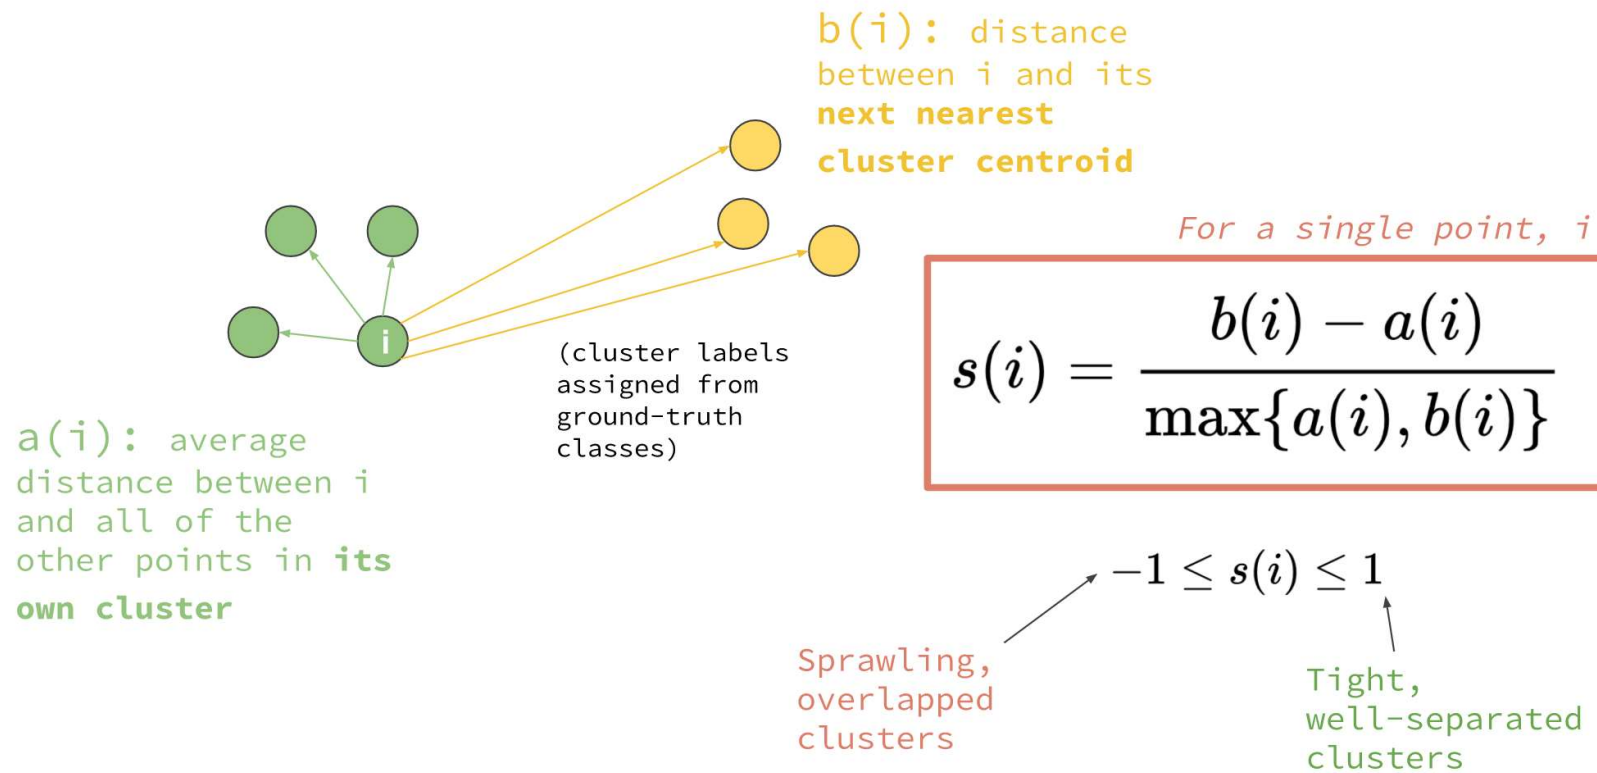 b(i): distance
between i and its
next nearest
cluster centroid
For a single point, i
i
(cluster labels
assigned from
ground-truth
classes)
s(i) = \frac{b(i) − a(i)}{max{a(i), b(i)}}
a(i): average
distance between i
and all of the
other points in its
own cluster
−1 ≤ s(i) ≤ 1
Sprawling,
overlapped
clusters
Tight,
well-separated
clusters